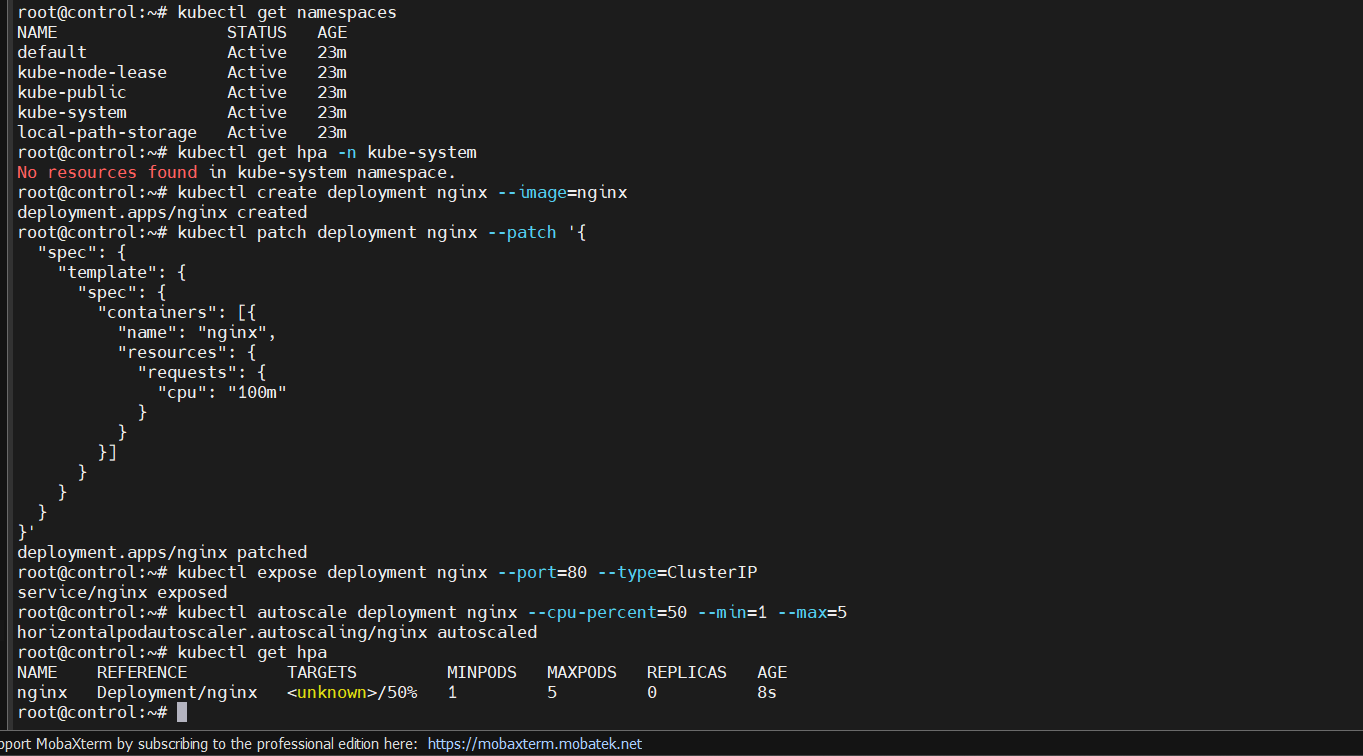 root@control:~# kubectl get namespaces
NAME                 STATUS   AGE
default              Active   23m
kube-node-lease      Active   23m
kube-public          Active   23m
kube-system          Active   23m
local-path-storage   Active   23m
root@control:~# kubectl get hpa -n kube-system
No resources found in kube-system namespace.
root@control:~# kubectl create deployment nginx --image=nginx
deployment.apps/nginx created
root@control:~# kubectl patch deployment nginx --patch '{
  "spec": {
    "template": {
      "spec": {
        "containers": [{
          "name": "nginx",
          "resources": {
            "requests": {
              "cpu": "100m"
            }
          }
        }]
      }
    }
  }
}'
deployment.apps/nginx patched
root@control:~# kubectl expose deployment nginx --port=80 --type=ClusterIP
service/nginx exposed
root@control:~# kubectl autoscale deployment nginx --cpu-percent=50 --min=1 --max=5
horizontalpodautoscaler.autoscaling/nginx autoscaled
root@control:~# kubectl get hpa
NAME    REFERENCE          TARGETS         MINPODS   MAXPODS   REPLICAS   AGE
nginx   Deployment/nginx   <unknown>/50%   1         5         0          8s
root@control:~#
pport MobaXterm by subscribing to the professional edition here: https://mobaxterm.mobatek.net